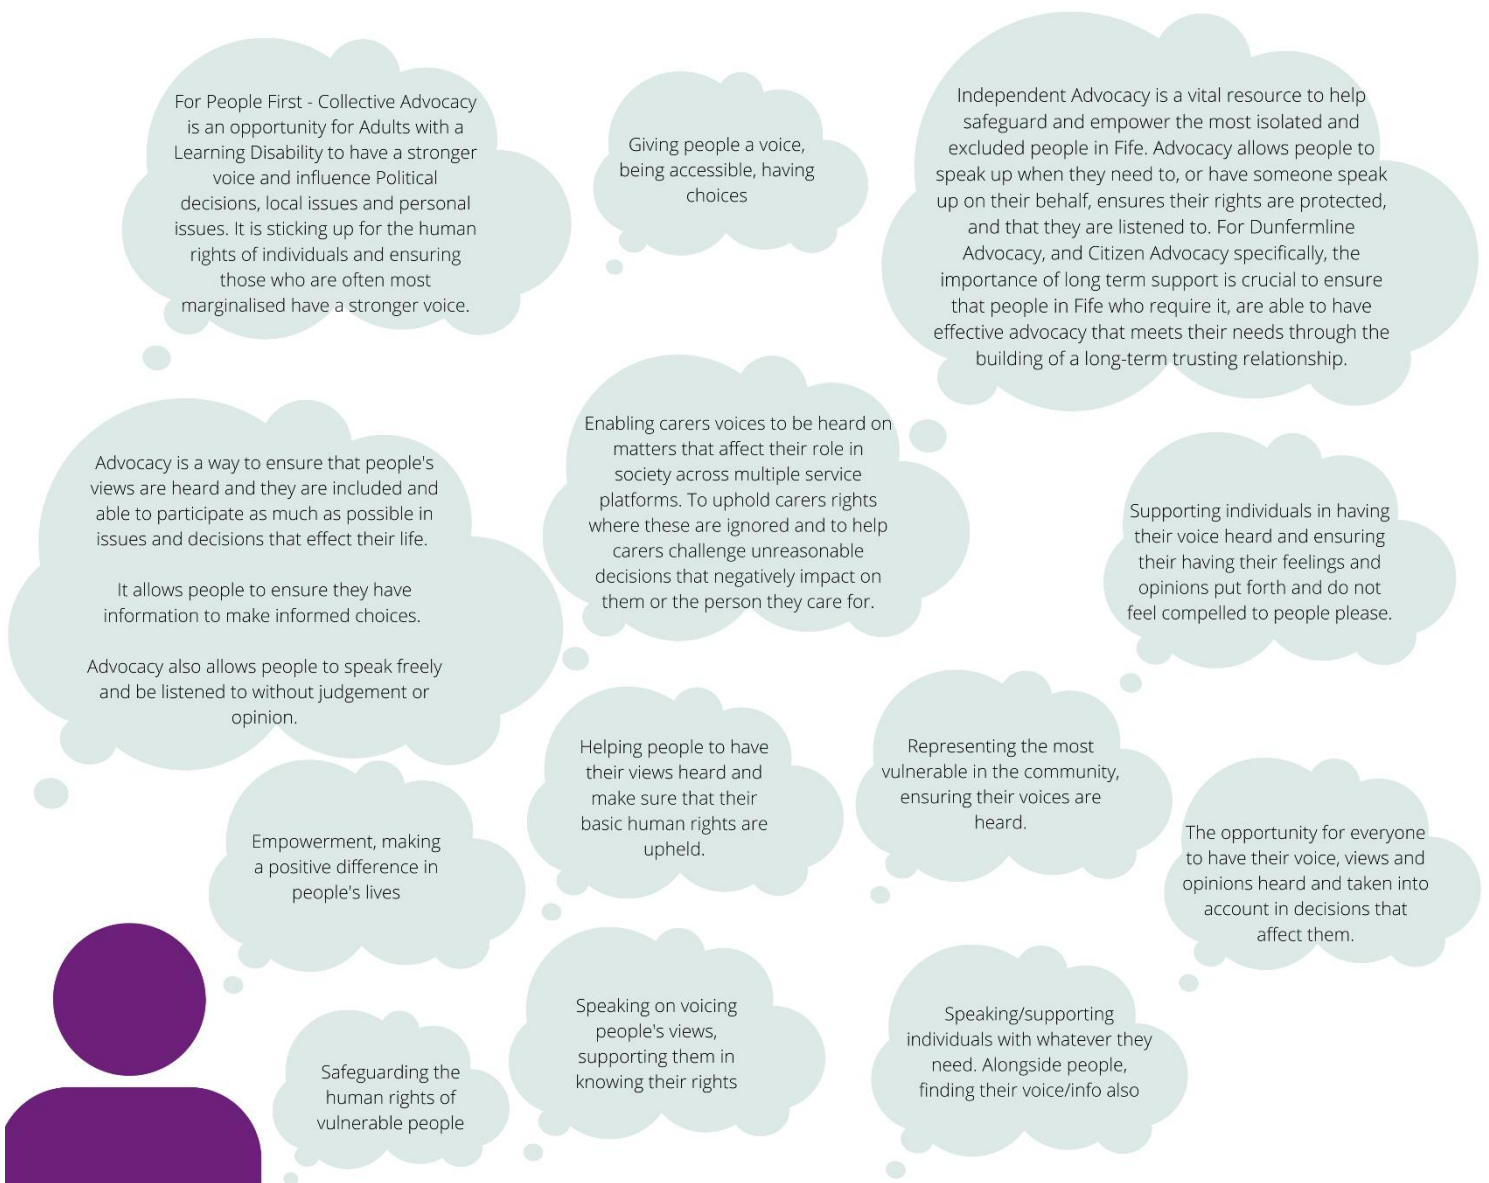 For People First - Collective Advocacy
is an opportunity for Adults with a
Learning Disability to have a stronger
voice and influence Political
decisions, local issues and personal
issues. It is sticking up for the human
rights of individuals and ensuring
those who are often most
marginalised have a stronger voice.
Giving people a voice,
being accessible, having
choices
Independent Advocacy is a vital resource to help
safeguard and empower the most isolated and
excluded people in Fife. Advocacy allows people to
speak up when they need to, or have someone speak
up on their behalf, ensures their rights are protected,
and that they are listened to. For Dunfermline
Advocacy, and Citizen Advocacy specifically, the
importance of long term support is crucial to ensure
that people in Fife who require it, are able to have
effective advocacy that meets their needs through the
building of a long-term trusting relationship.
Advocacy is a way to ensure that people's
views are heard and they are included and
able to participate as much as possible in
issues and decisions that effect their life.
It allows people to ensure they have
information to make informed choices.
Advocacy also allows people to speak freely
and be listened to without judgement or
opinion.
Enabling carers voices to be heard on
matters that affect their role in
society across multiple service
platforms. To uphold carers rights
where these are ignored and to help
carers challenge unreasonable
decisions that negatively impact on
them or the person they care for.
Supporting individuals in having
their voice heard and ensuring
their having their feelings and
opinions put forth and do not
feel compelled to people please.
Helping people to have
their views heard and
make sure that their
basic human rights are
upheld.
Representing the most
vulnerable in the community,
ensuring their voices are
heard.
The opportunity for everyone
to have their voice, views and
opinions heard and taken into
account in decisions that
affect them.
Empowerment, making
a positive difference in
people's lives
Safeguarding the
human rights of
vulnerable people
Speaking on voicing
people's views,
supporting them in
knowing their rights
Speaking/supporting
individuals with whatever they
need. Alongside people,
finding their voice/info also